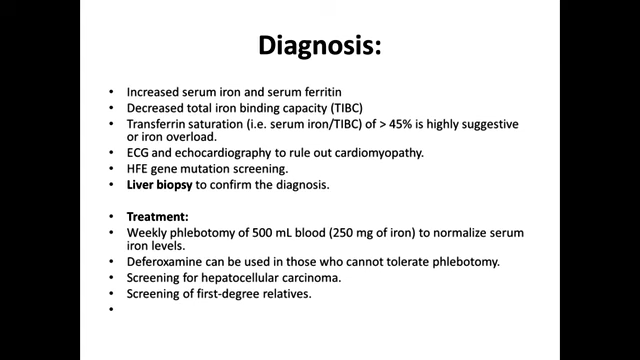 Diagnosis:
• Increased serum iron and serum ferritin
• Decreased total iron binding capacity (TIBC)
• Transferrin saturation (i.e. serum iron/TIBC) of > 45% is highly suggestive
or iron overload.
• ECG and echocardiography to rule out cardiomyopathy.
• HFE gene mutation screening.
• Liver biopsy to confirm the diagnosis.
• Treatment:
• Weekly phlebotomy of 500 mL blood (250 mg of iron) to normalize serum
iron levels.
• Deferoxamine can be used in those who cannot tolerate phlebotomy.
• Screening for hepatocellular carcinoma.
• Screening of first-degree relatives.
•